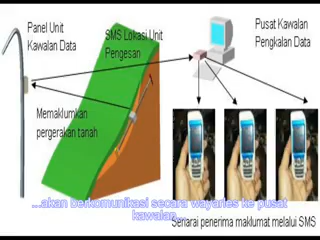 Panel Unit
Kawalan Data
SMS Lokasi Unit
Pengesan
Pusat Kawalan
Pengkalan Data
Memaklumkan
pergerakan tanah
...akan berkomunikasi secara wayarles ke pusat
kawalan...
Senarai penerima maklumat melalui SMS